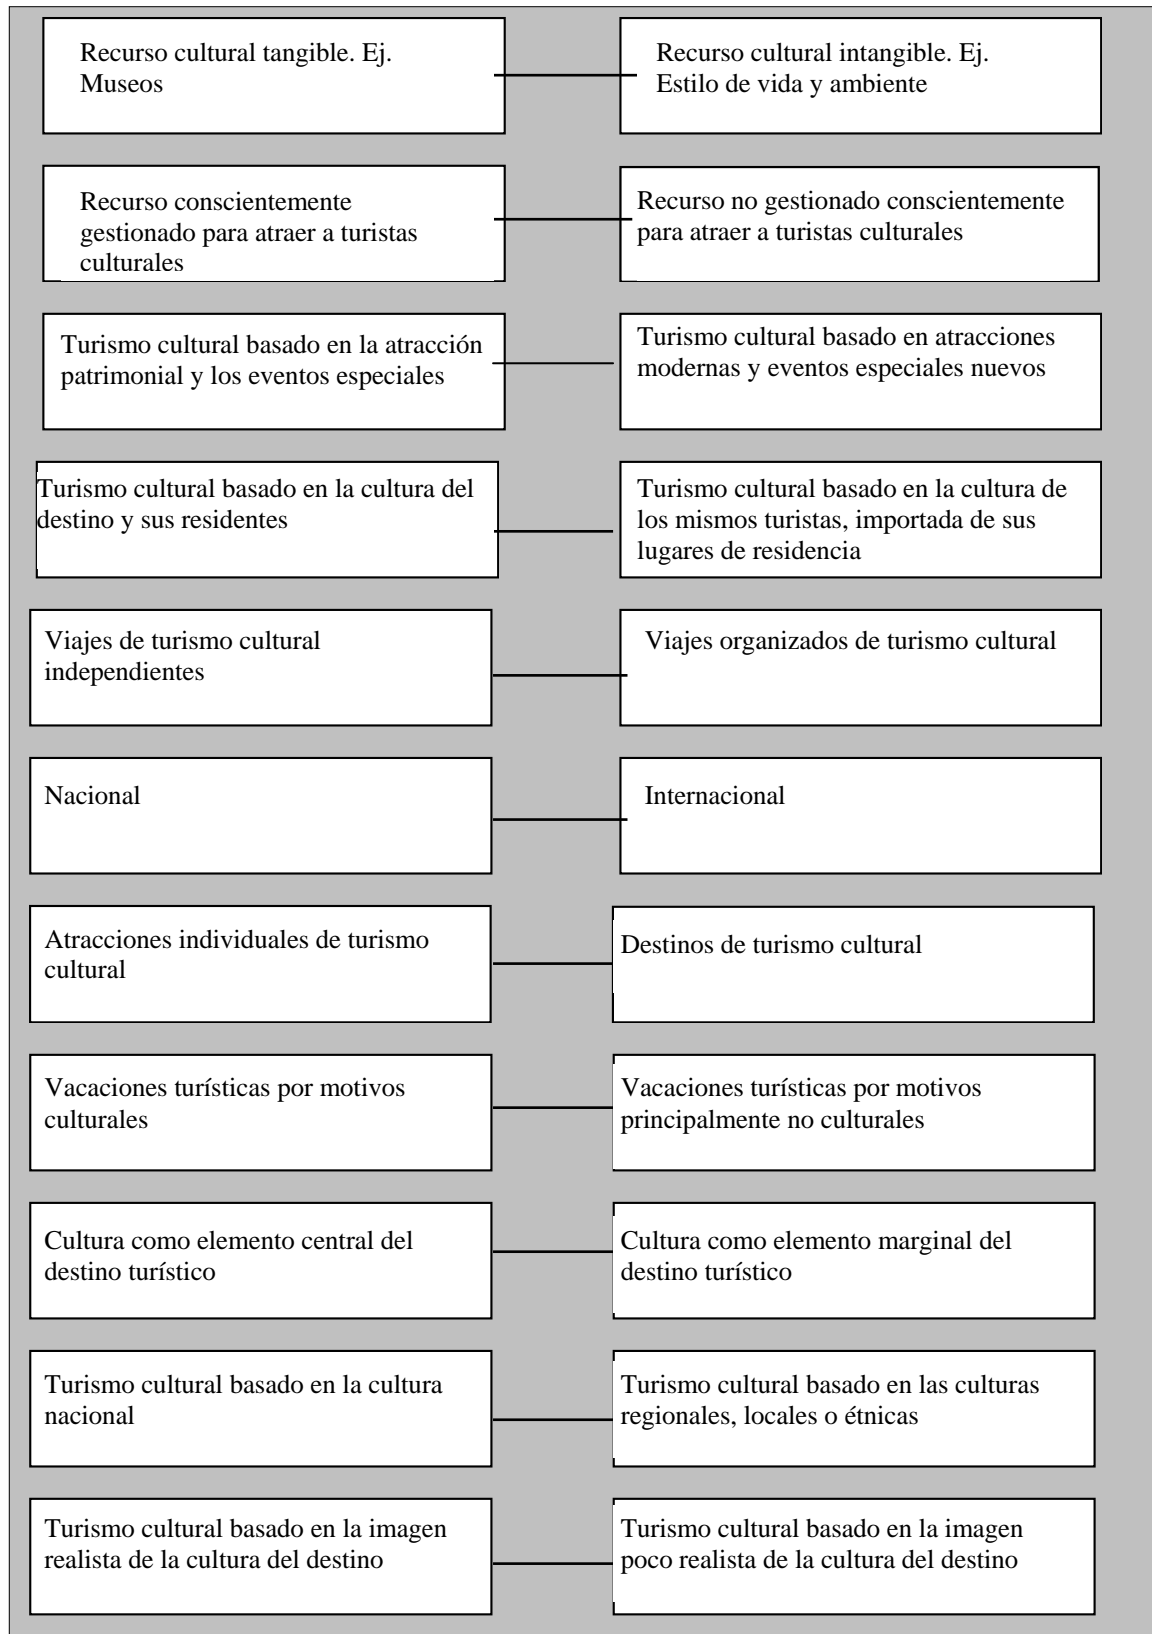 Recurso cultural tangible. Ej.
Museos
Recurso cultural intangible. Ej.
Estilo de vida y ambiente
Recurso conscientemente
gestionado para atraer a turistas
culturales
Recurso no gestionado conscientemente
para atraer a turistas culturales
Turismo cultural basado en la atracción
patrimonial y los eventos especiales
Turismo cultural basado en atracciones
modernas y eventos especiales nuevos
Turismo cultural basado en la cultura del
destino y sus residentes
Turismo cultural basado en la cultura de
los mismos turistas, importada de sus
lugares de residencia
Viajes de turismo cultural
independientes
Viajes organizados de turismo cultural
Nacional
Internacional
Atracciones individuales de turismo
cultural
Destinos de turismo cultural
Vacaciones turísticas por motivos
culturales
Vacaciones turísticas por motivos
principalmente no culturales
Cultura como elemento central del
destino turístico
Cultura como elemento marginal del
destino turístico
Turismo cultural basado en la cultura
nacional
Turismo cultural basado en las culturas
regionales, locales o étnicas
Turismo cultural basado en la imagen
realista de la cultura del destino
Turismo cultural basado en la imagen
poco realista de la cultura del destino